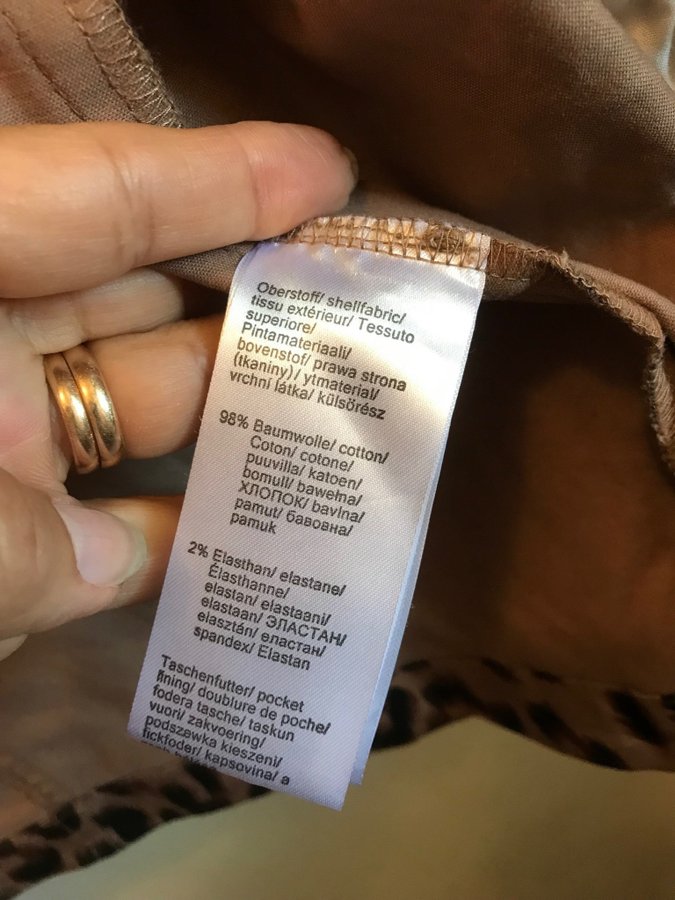 Oberstoff/ shellfabric/
tissu extérieur/ Tessuto
superiore/
Pintamateriaali/
bovenstof/ prawa strona
(tkaniny)/ ytmaterial/
vrchní látka/ külsörész
98% Baumwolle/ cotton/
Coton/ cotone/
puuvilla/ katoen/
bomull/ bawełna/
ХЛОПОК/ bavlna/
pamut/ бавовна/
pamuk
2% Elasthan/ elastane/
Élasthanne/
elastan/ elastaani/
elastaan/ ЭЛАСТАН/
elasztán/ еластан/
spandex/ Elastan
Taschenfutter/ pocket
lining/ doublure de poche/
fodera tasche/ taskun
vuori/ zakvoering/
podszewka kieszeni/
fickfoder/ kapsovina/ a